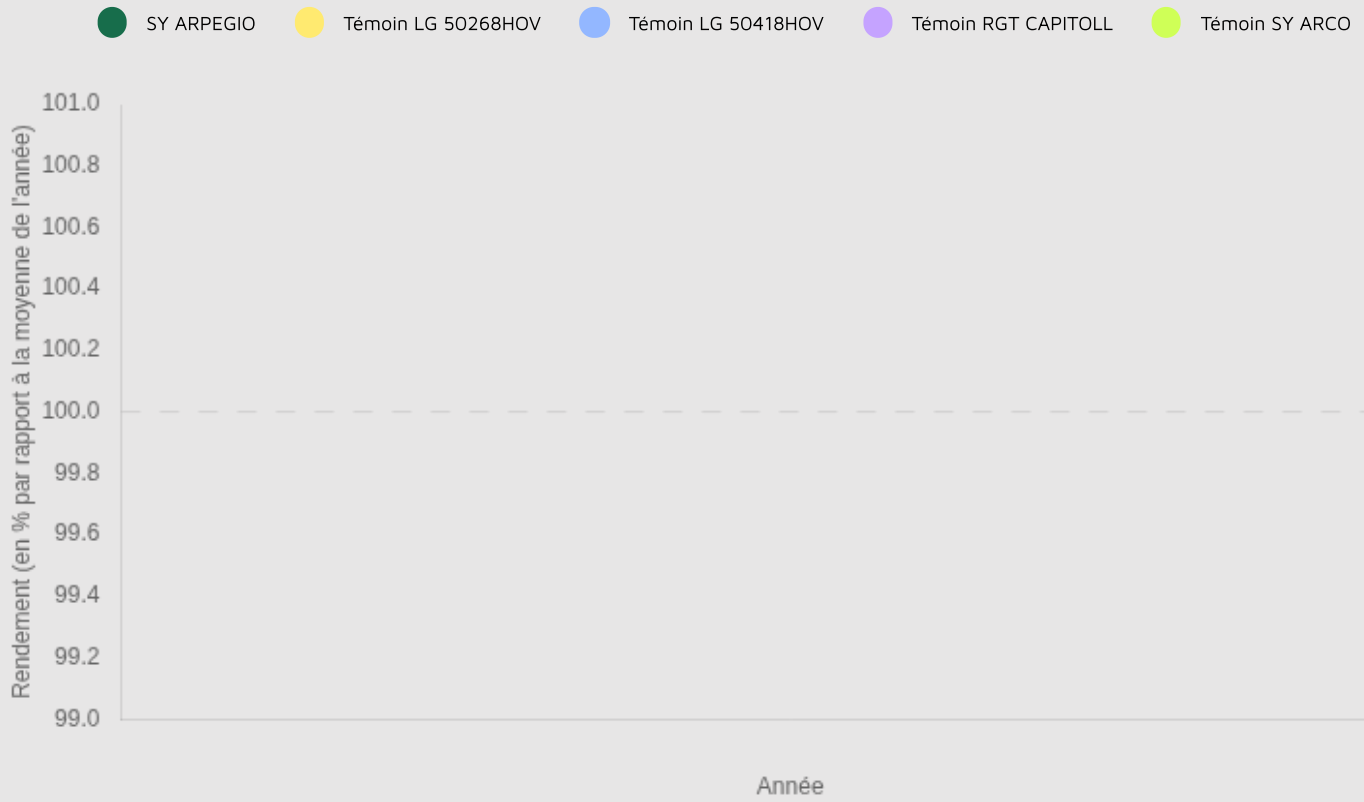 SY ARPEGIO
Témoin LG 50268HOV
Témoin LG 50418HOV
Témoin RGT CAPITOLL
Témoin SY ARCO
Rendement (en % par rapport à la moyenne de l'année)
101.0
100.8
100.6
100.4
100.2
100.0
99.8
99.6
99.4
99.2
99.0
Année